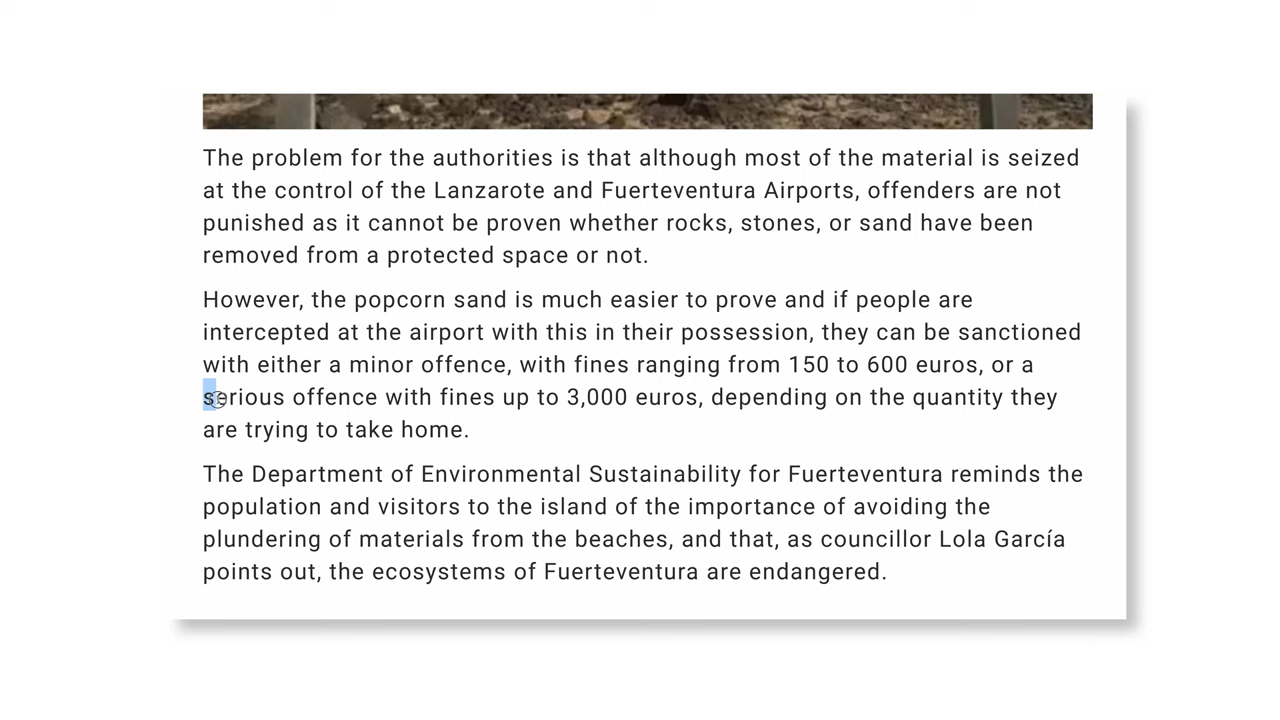 The problem for the authorities is that although most of the material is seized
at the control of the Lanzarote and Fuerteventura Airports, offenders are not
punished as it cannot be proven whether rocks, stones, or sand have been
removed from a protected space or not.
However, the popcorn sand is much easier to prove and if people are
intercepted at the airport with this in their possession, they can be sanctioned
with either a minor offence, with fines ranging from 150 to 600 euros, or a
serious offence with fines up to 3,000 euros, depending on the quantity they
are trying to take home.
The Department of Environmental Sustainability for Fuerteventura reminds the
population and visitors to the island of the importance of avoiding the
plundering of materials from the beaches, and that, as councillor Lola García
points out, the ecosystems of Fuerteventura are endangered.